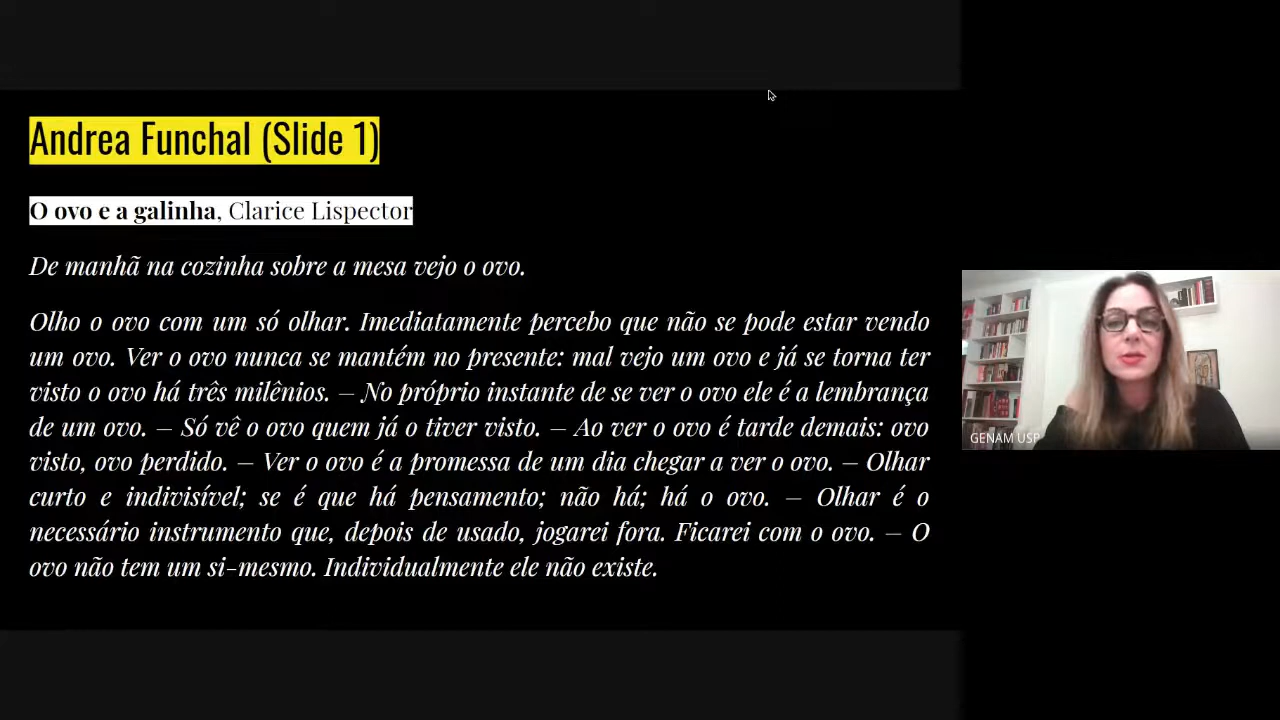 Andrea Funchal (Slide 1)
O ovo e a galinha, Clarice Lispector
De manhã na cozinha sobre a mesa vejo o ovo.
Olho o ovo com um só olhar. Imediatamente percebo que não se pode estar vendo
um ovo. Ver o ovo nunca se mantém no presente: mal vejo um ovo e já se torna ter
visto o ovo há três milênios. – No próprio instante de se ver o ovo ele é a lembrança
de um ovo. – Só vê o ovo quem já o tiver visto. – Ao ver o ovo é tarde demais: ovo
visto, ovo perdido. – Ver o ovo é a promessa de um dia chegar a ver o ovo. – Olhar
curto e indivisível; se é que há pensamento; não há; há o ovo. – Olhar é o
necessário instrumento que, depois de usado, jogarei fora. Ficarei com o ovo. – O
ovo não tem um si-mesmo. Individualmente ele não existe.
GENAM USP